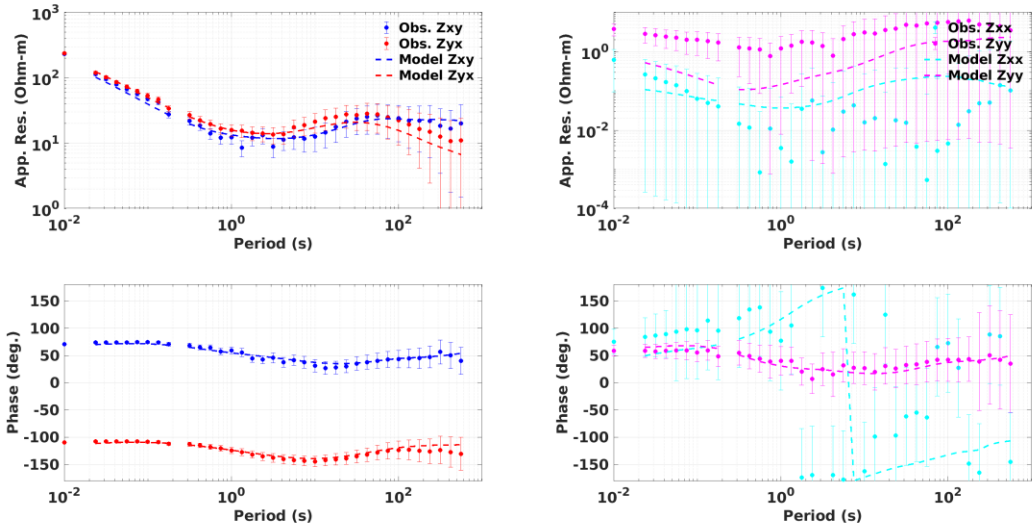 10^3
10^2
10^1
10^0
App. Res. (Ohm-m)
Obs. Zxy
Obs. Zyx
Model Zxy
Model Zyx
10^-2 10^0 10^2
Period (s)
10^0
10^-2
10^-4
App. Res. (Ohm-m)
Obs. Zxx
Obs. Zyy
Model Zxx
Model Zyy
10^-2 10^0 10^2
Period (s)
150
100
50
0
-50
-100
-150
Phase (deg.)
10^-2 10^0 10^2
Period (s)
150
100
50
0
-50
-100
-150
Phase (deg.)
10^-2 10^0 10^2
Period (s)